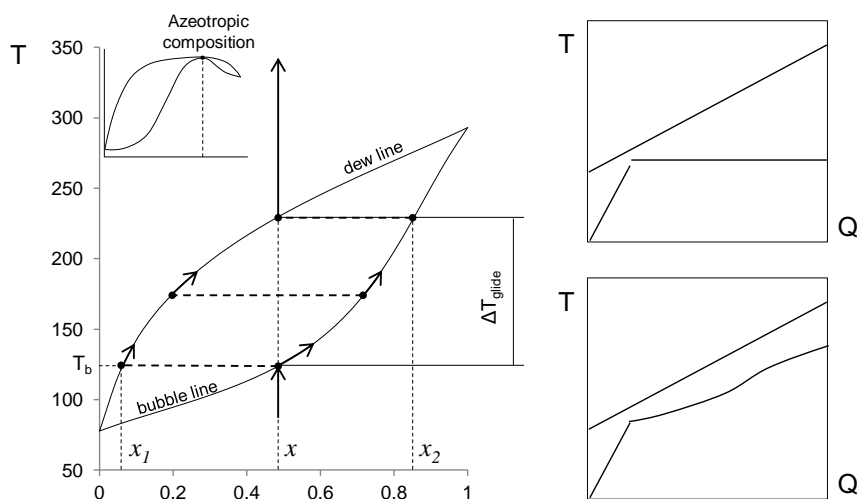 Azeotropic
composition
T
350
300
250
200
150
100
50
T_b
dew line
bubble line
ΔT_glide
x_1
x
x_2
0
0.2
0.4
0.6
0.8
1
T
Q
T
Q